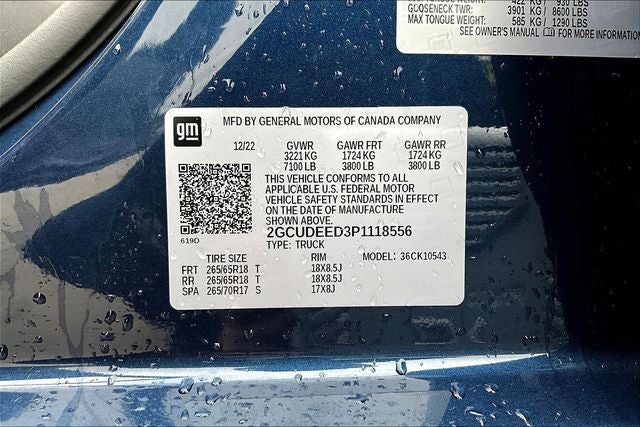 422 KG / 930 LBS
GOOSENECK TWR: 3901 KG / 8600 LBS
MAX TONGUE WEIGHT: 585 KG / 1290 LBS
SEE OWNER'S MANUAL FOR MORE INFORMATION
gm
MFD BY GENERAL MOTORS OF CANADA COMPANY
12/22 GVWR GAWR FRT GAWR RR
3221 KG 1724 KG 1724 KG
7100 LB 3800 LB 3800 LB
THIS VEHICLE CONFORMS TO ALL
APPLICABLE U.S. FEDERAL MOTOR
VEHICLE SAFETY STANDARDS IN EFFECT
ON THE DATE OF MANUFACTURE
SHOWN ABOVE.
619D 2GCUDEED3P1118556
TYPE: TRUCK
TIRE SIZE RIM MODEL: 36CK10543
FRT 265/65R18 T 18X8.5J
RR 265/65R18 T 18X8.5J
SPA 265/70R17 S 17X8J